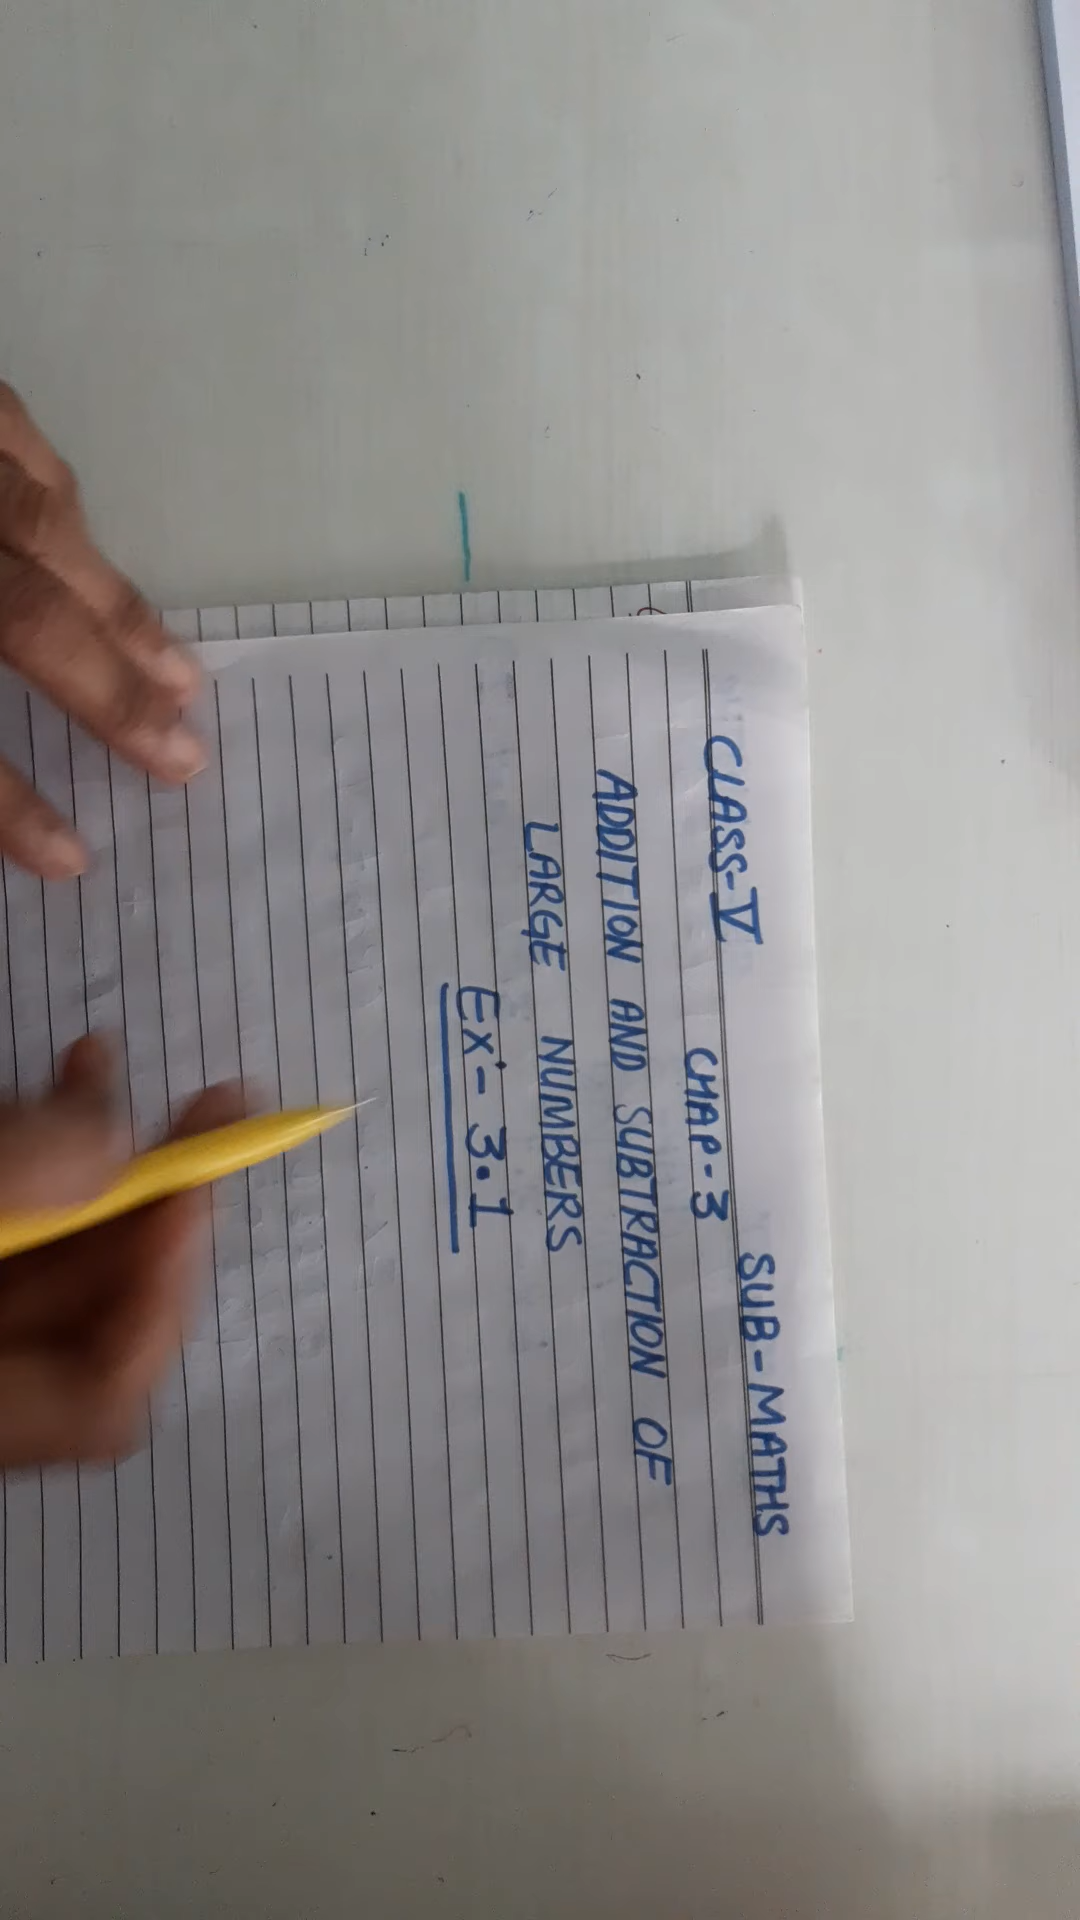 CLASS-V SUB-MATHS
CHAP-3
ADDITION AND SUBTRACTION OF
LARGE NUMBERS
Ex- 3.1